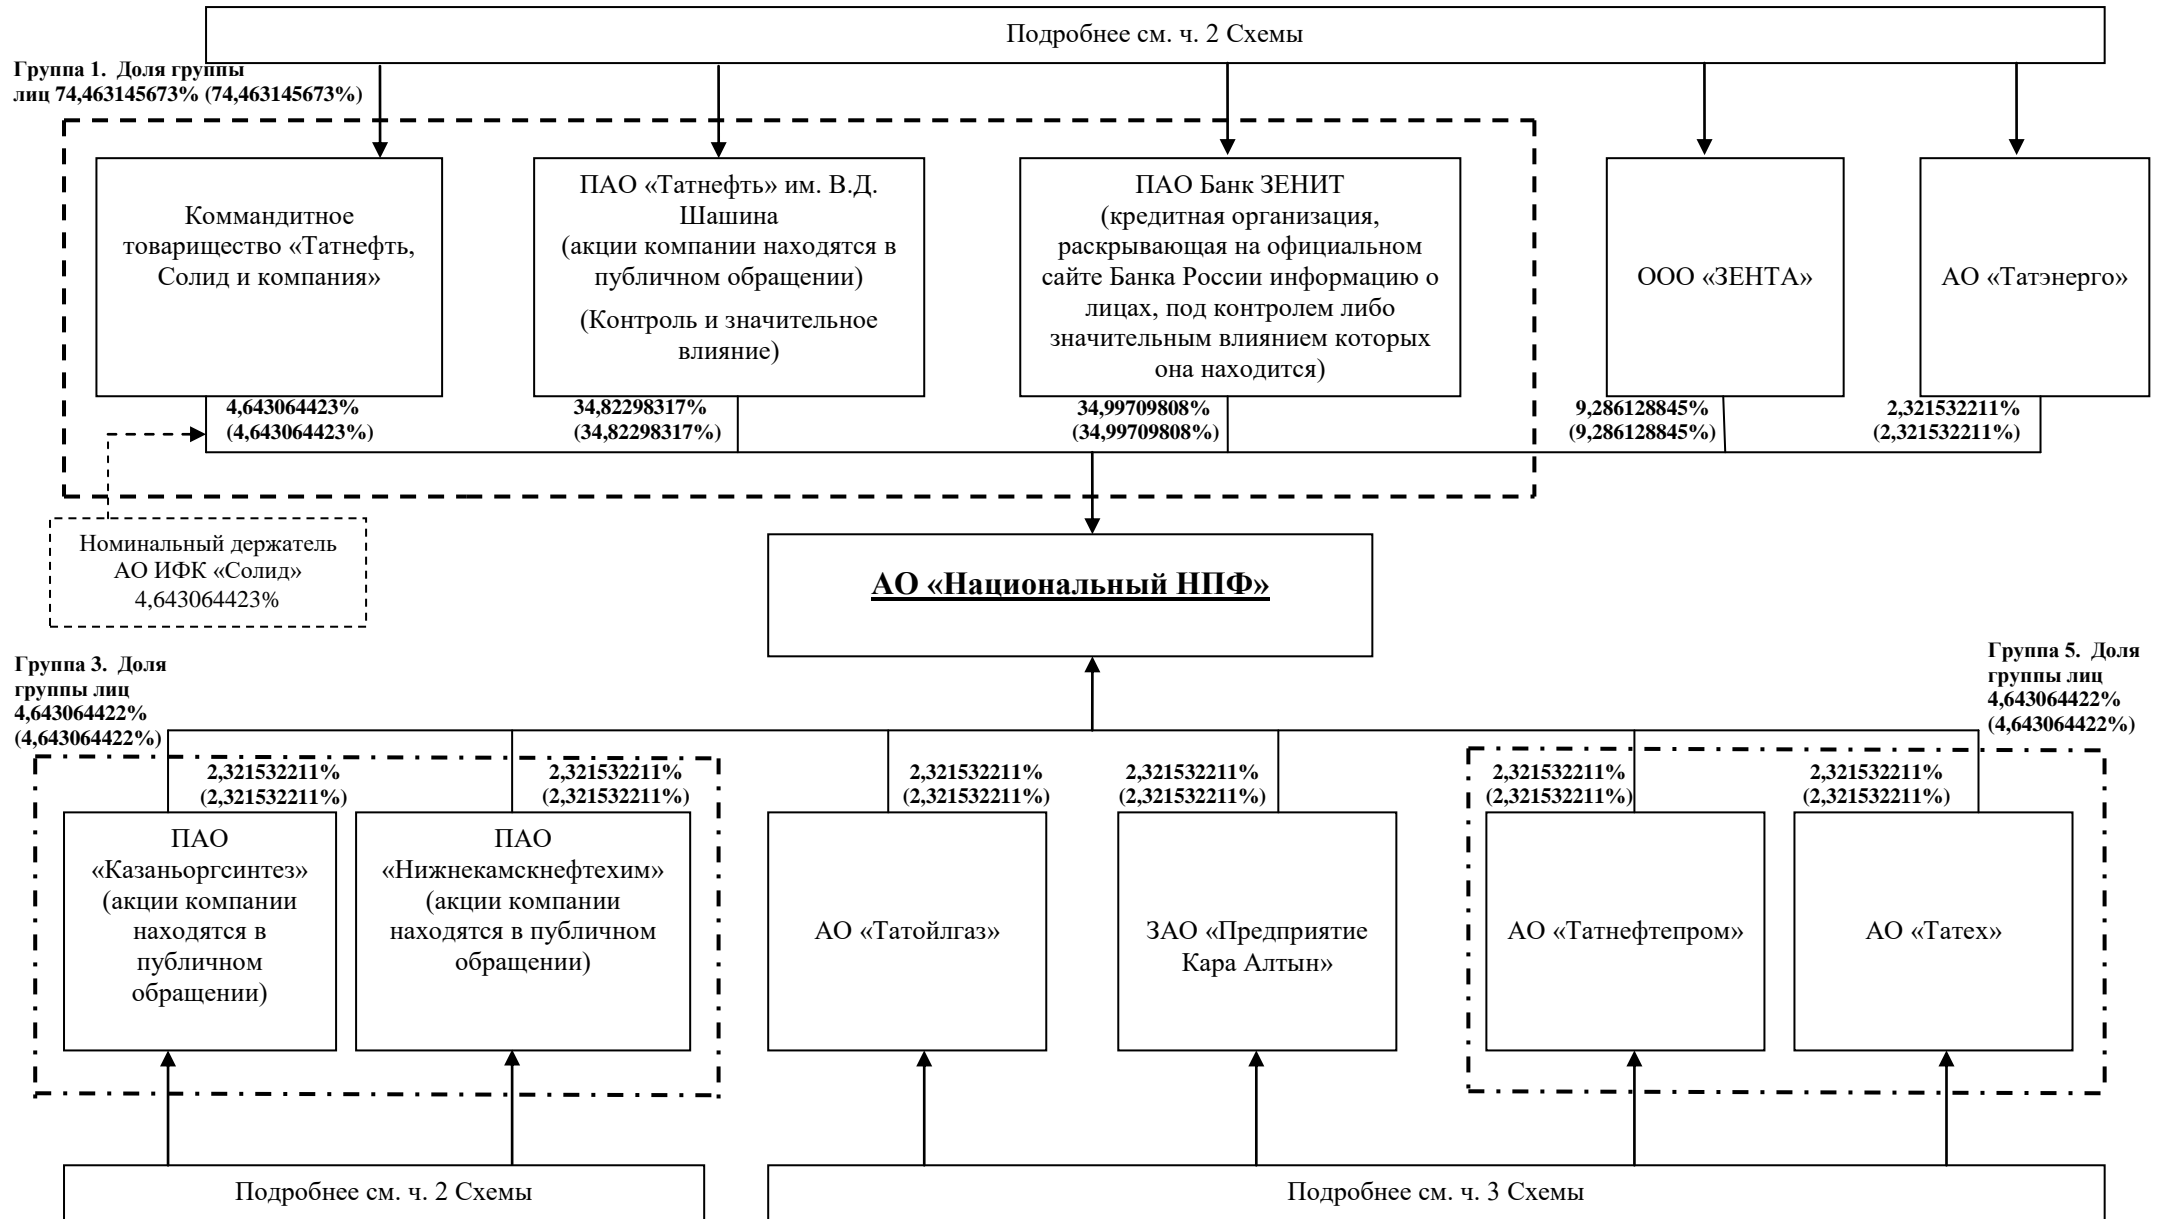 Подробнее см. ч. 2 Схемы
Группа 1.  Доля группы
лиц 74,463145673% (74,463145673%)
Коммандитное
товарищество «Татнефть,
Солид и компания»
ПАО «Татнефть» им. В.Д.
Шашина
(акции компании находятся в
публичном обращении)
(Контроль и значительное
влияние)
ПАО Банк ЗЕНИТ
(кредитная организация,
раскрывающая на официальном
сайте Банка России информацию о
лицах, под контролем либо
значительным влиянием которых
она находится)
ООО «ЗЕНТА»
АО «Татэнерго»
4,643064423%
(4,643064423%)
34,82298317%
(34,82298317%)
34,99709808%
(34,99709808%)
9,286128845%
(9,286128845%)
2,321532211%
(2,321532211%)
Номинальный держатель
АО ИФК «Солид»
4,643064423%
АО «Национальный НПФ»
Группа 3.  Доля
группы лиц
4,643064422%
(4,643064422%)
Группа 5.  Доля
группы лиц
4,643064422%
(4,643064422%)
2,321532211%
(2,321532211%)
2,321532211%
(2,321532211%)
2,321532211%
(2,321532211%)
2,321532211%
(2,321532211%)
2,321532211%
(2,321532211%)
2,321532211%
(2,321532211%)
ПАО
«Казаньоргсинтез»
(акции компании
находятся в
публичном
обращении)
ПАО
«Нижнекамскнефтехим»
(акции компании
находятся в публичном
обращении)
АО «Татойлгаз»
ЗАО «Предприятие
Кара Алтын»
АО «Татнефтепром»
АО «Татех»
Подробнее см. ч. 2 Схемы
Подробнее см. ч. 3 Схемы